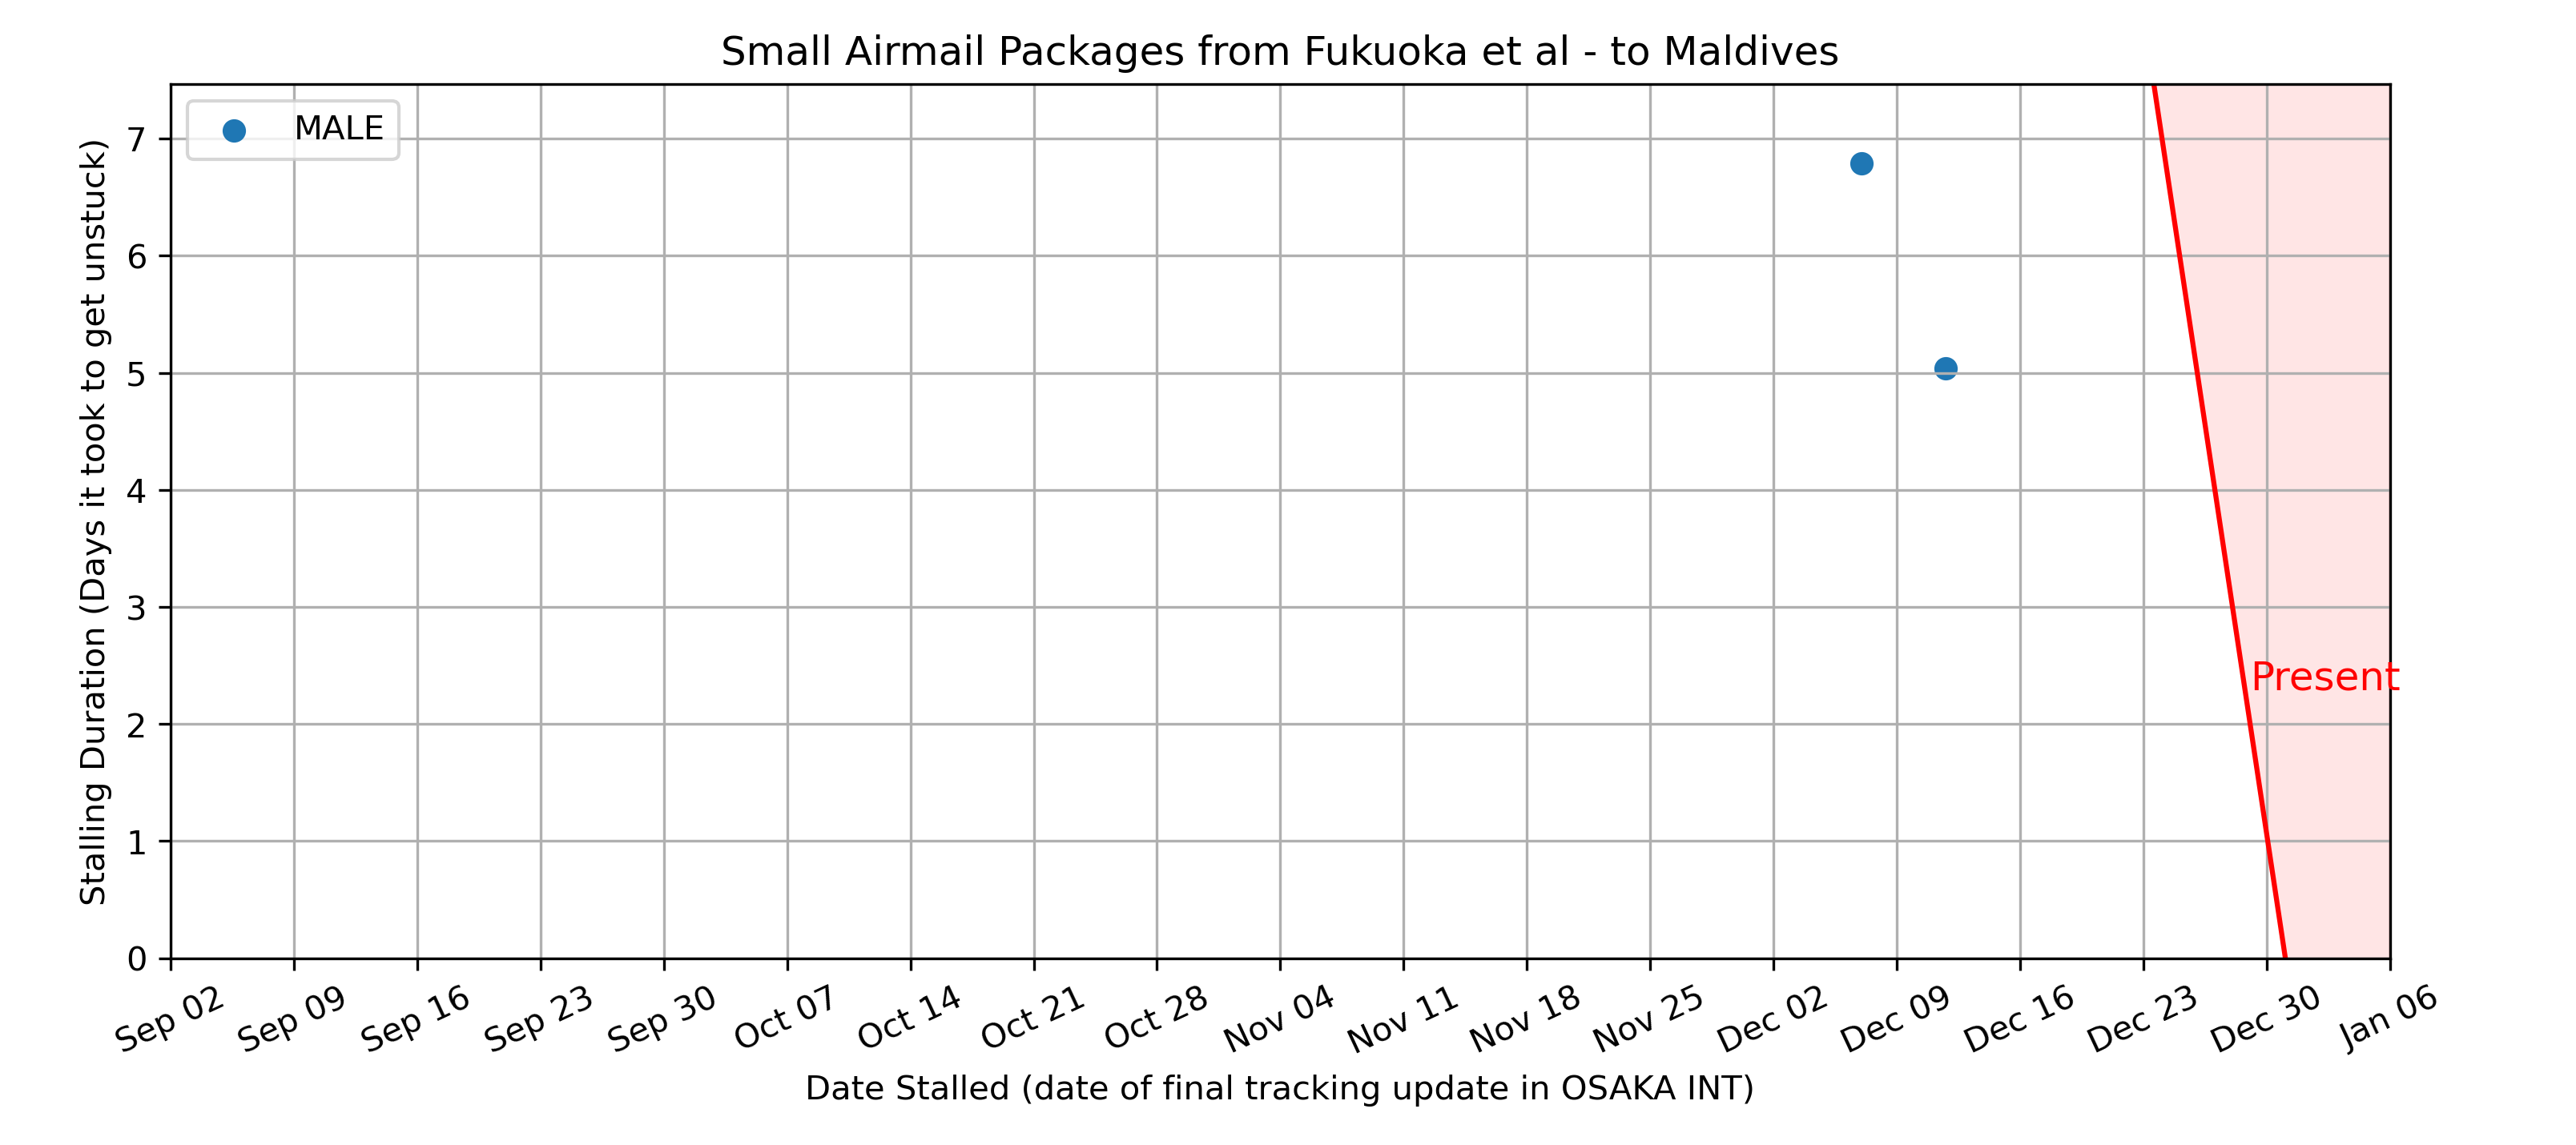 Small Airmail Packages from Fukuoka et al - to Maldives
MALE
Stalling Duration (Days it took to get unstuck)
7
6
5
4
3
2
1
0
Present
Sep 02
Sep 09
Sep 16
Sep 23
Sep 30
Oct 07
Oct 14
Oct 21
Oct 28
Nov 04
Nov 11
Nov 18
Nov 25
Dec 02
Dec 09
Dec 16
Dec 23
Dec 30
Jan 06
Date Stalled (date of final tracking update in OSAKA INT)